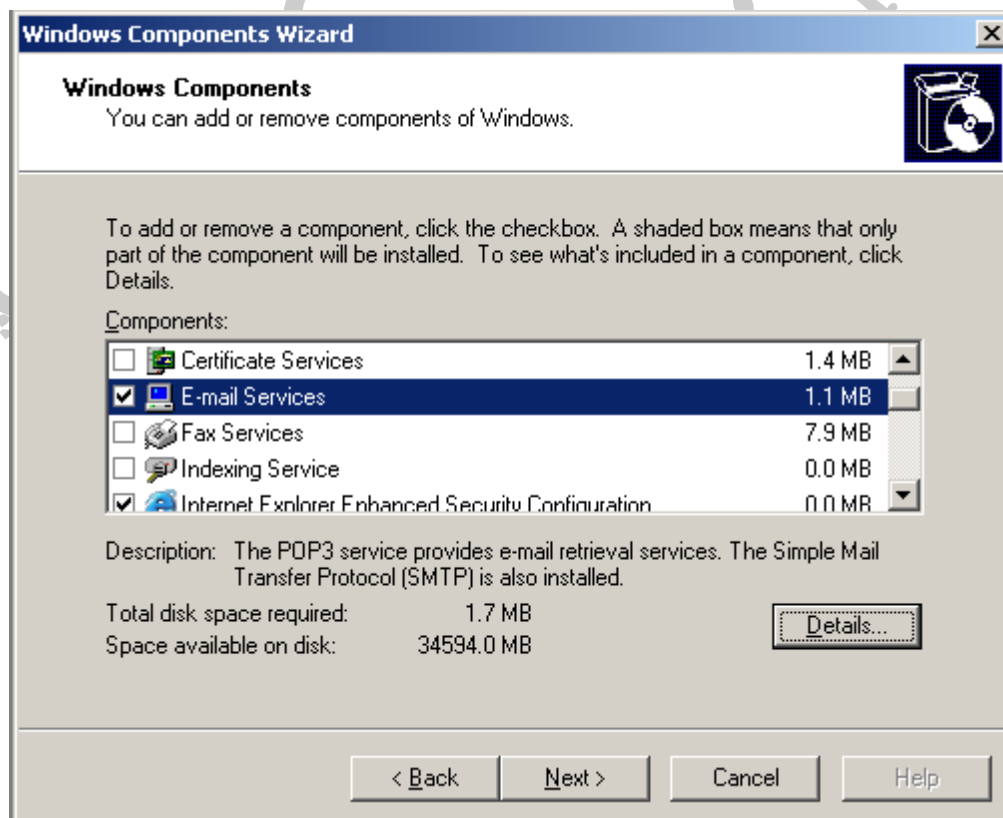 Windows Components Wizard
Windows Components
You can add or remove components of Windows.
To add or remove a component, click the checkbox. A shaded box means that only
part of the component will be installed. To see what's included in a component, click
Details.
Components:
Certificate Services 1.4 MB
E-mail Services 1.1 MB
Fax Services 7.9 MB
Indexing Service 0.0 MB
Internet Explorer Enhanced Security Configuration 0.0 MB
Description: The POP3 service provides e-mail retrieval services. The Simple Mail
Transfer Protocol (SMTP) is also installed.
Total disk space required: 1.7 MB
Space available on disk: 34594.0 MB
Details...
< Back Next > Cancel Help